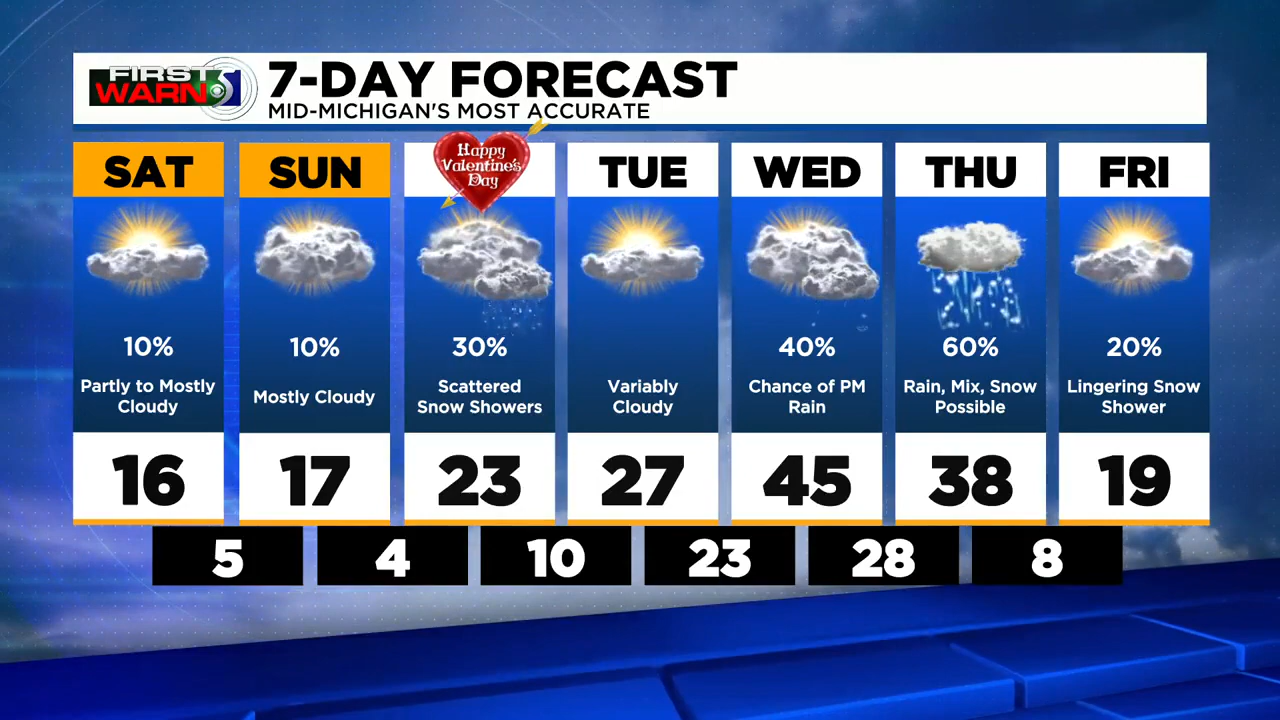 FIRST
WARN 5
7-DAY FORECAST
MID-MICHIGAN'S MOST ACCURATE
SAT
10%
Partly to Mostly
Cloudy
16
SUN
10%
Mostly Cloudy
17
Happy
Valentine's
Day
30%
Scattered
Snow Showers
23
TUE
Variably
Cloudy
27
WED
40%
Chance of PM
Rain
45
THU
60%
Rain, Mix, Snow
Possible
38
FRI
20%
Lingering Snow
Shower
19
5
4
10
23
28
8